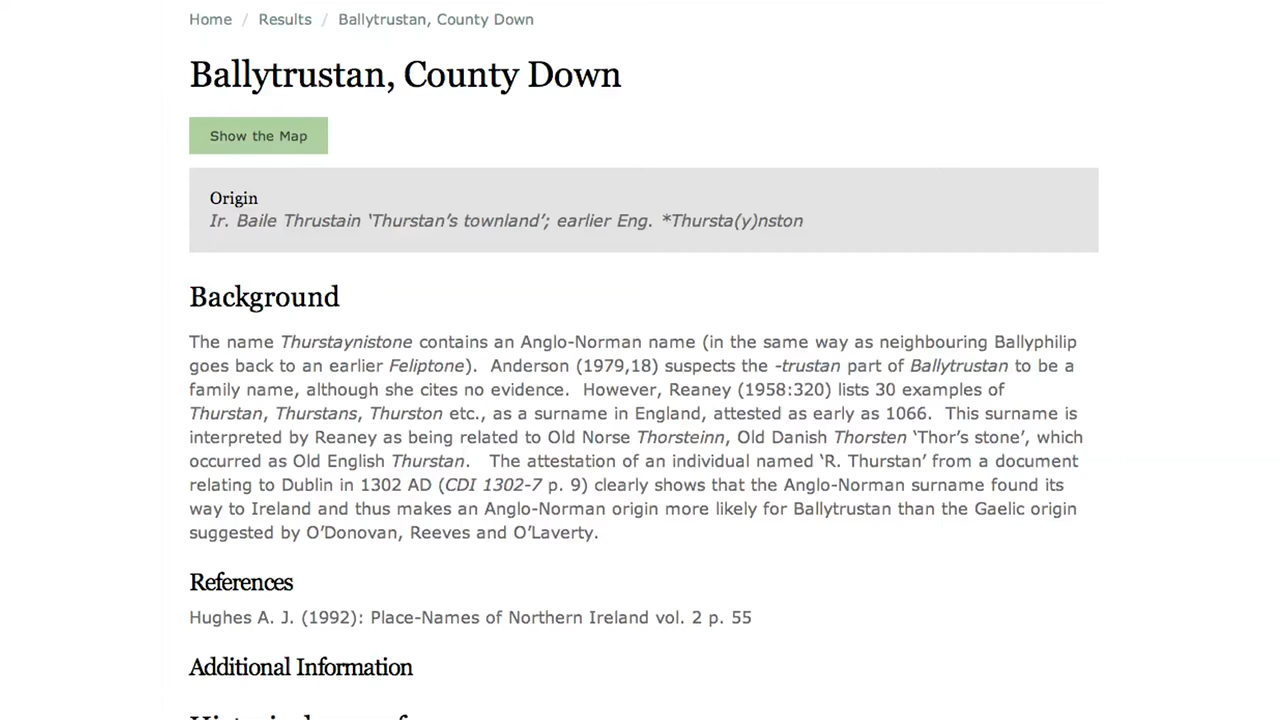 Home / Results / Ballytrustan, County Down
Ballytrustan, County Down
Show the Map
Origin
Ir. Baile Thrustain ‘Thurstan’s townland’; earlier Eng. *Thursta(y)nston
Background
The name Thurstaynistone contains an Anglo-Norman name (in the same way as neighbouring Ballyphilip
goes back to an earlier Feliptone). Anderson (1979,18) suspects the -trustan part of Ballytrustan to be a
family name, although she cites no evidence. However, Reaney (1958:320) lists 30 examples of
Thurstan, Thurstans, Thurston etc., as a surname in England, attested as early as 1066. This surname is
interpreted by Reaney as being related to Old Norse Thorsteinn, Old Danish Thorsten ‘Thor’s stone’, which
occurred as Old English Thurstan. The attestation of an individual named ‘R. Thurstan’ from a document
relating to Dublin in 1302 AD (CDI 1302-7 p. 9) clearly shows that the Anglo-Norman surname found its
way to Ireland and thus makes an Anglo-Norman origin more likely for Ballytrustan than the Gaelic origin
suggested by O’Donovan, Reeves and O’Laverty.
References
Hughes A. J. (1992): Place-Names of Northern Ireland vol. 2 p. 55
Additional Information